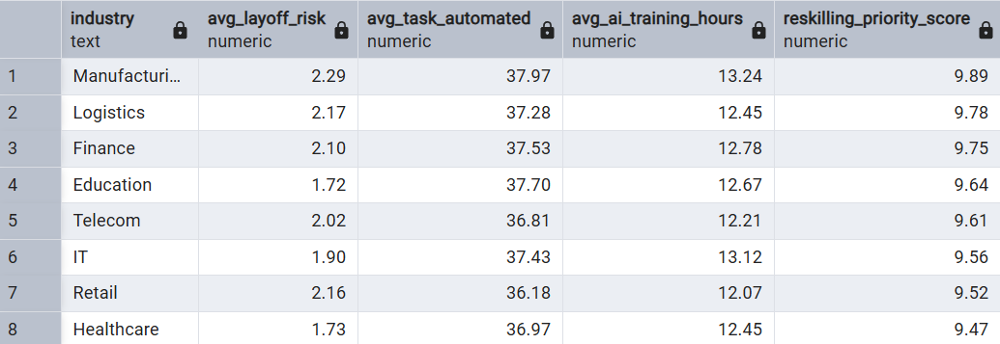 industry avg_layoff_risk avg_task_automated avg_ai_training_hours reskilling_priority_score
text numeric numeric numeric numeric
1 Manufacturi... 2.29 37.97 13.24 9.89
2 Logistics 2.17 37.28 12.45 9.78
3 Finance 2.10 37.53 12.78 9.75
4 Education 1.72 37.70 12.67 9.64
5 Telecom 2.02 36.81 12.21 9.61
6 IT 1.90 37.43 13.12 9.56
7 Retail 2.16 36.18 12.07 9.52
8 Healthcare 1.73 36.97 12.45 9.47